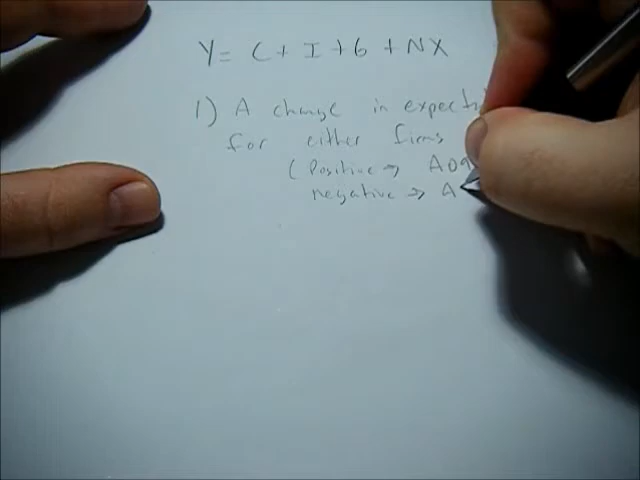 Y = C + I + G + NX
1) A change in expect
for either firms
(Positive → AD
negative → A